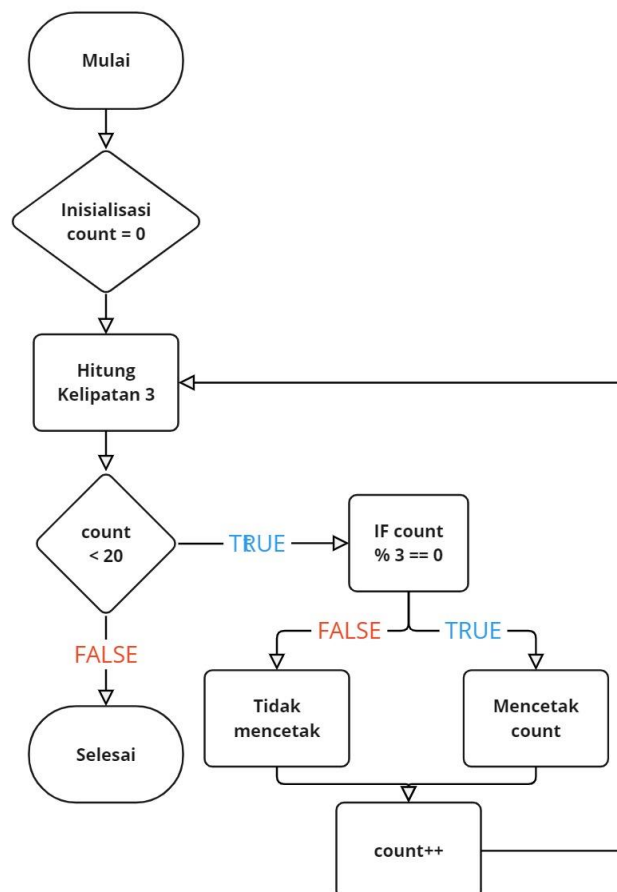 Mulai
Inisialisasi
count = 0
Hitung
Kelipatan 3
count
< 20
TRUE
IF count
% 3 == 0
FALSE
TRUE
FALSE
Tidak
mencetak
Mencetak
count
Selesai
count++